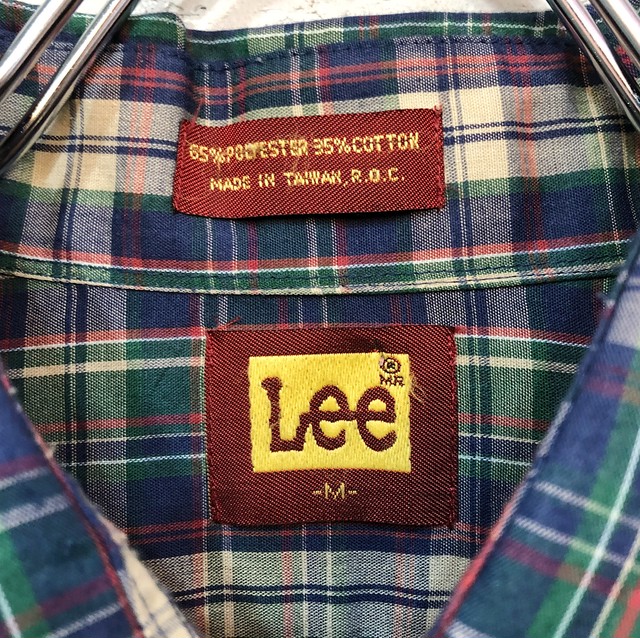 65%POLYESTER 35%COTTON
MADE IN TAIWAN,R.O.C.
®
MR
Lee
-M-